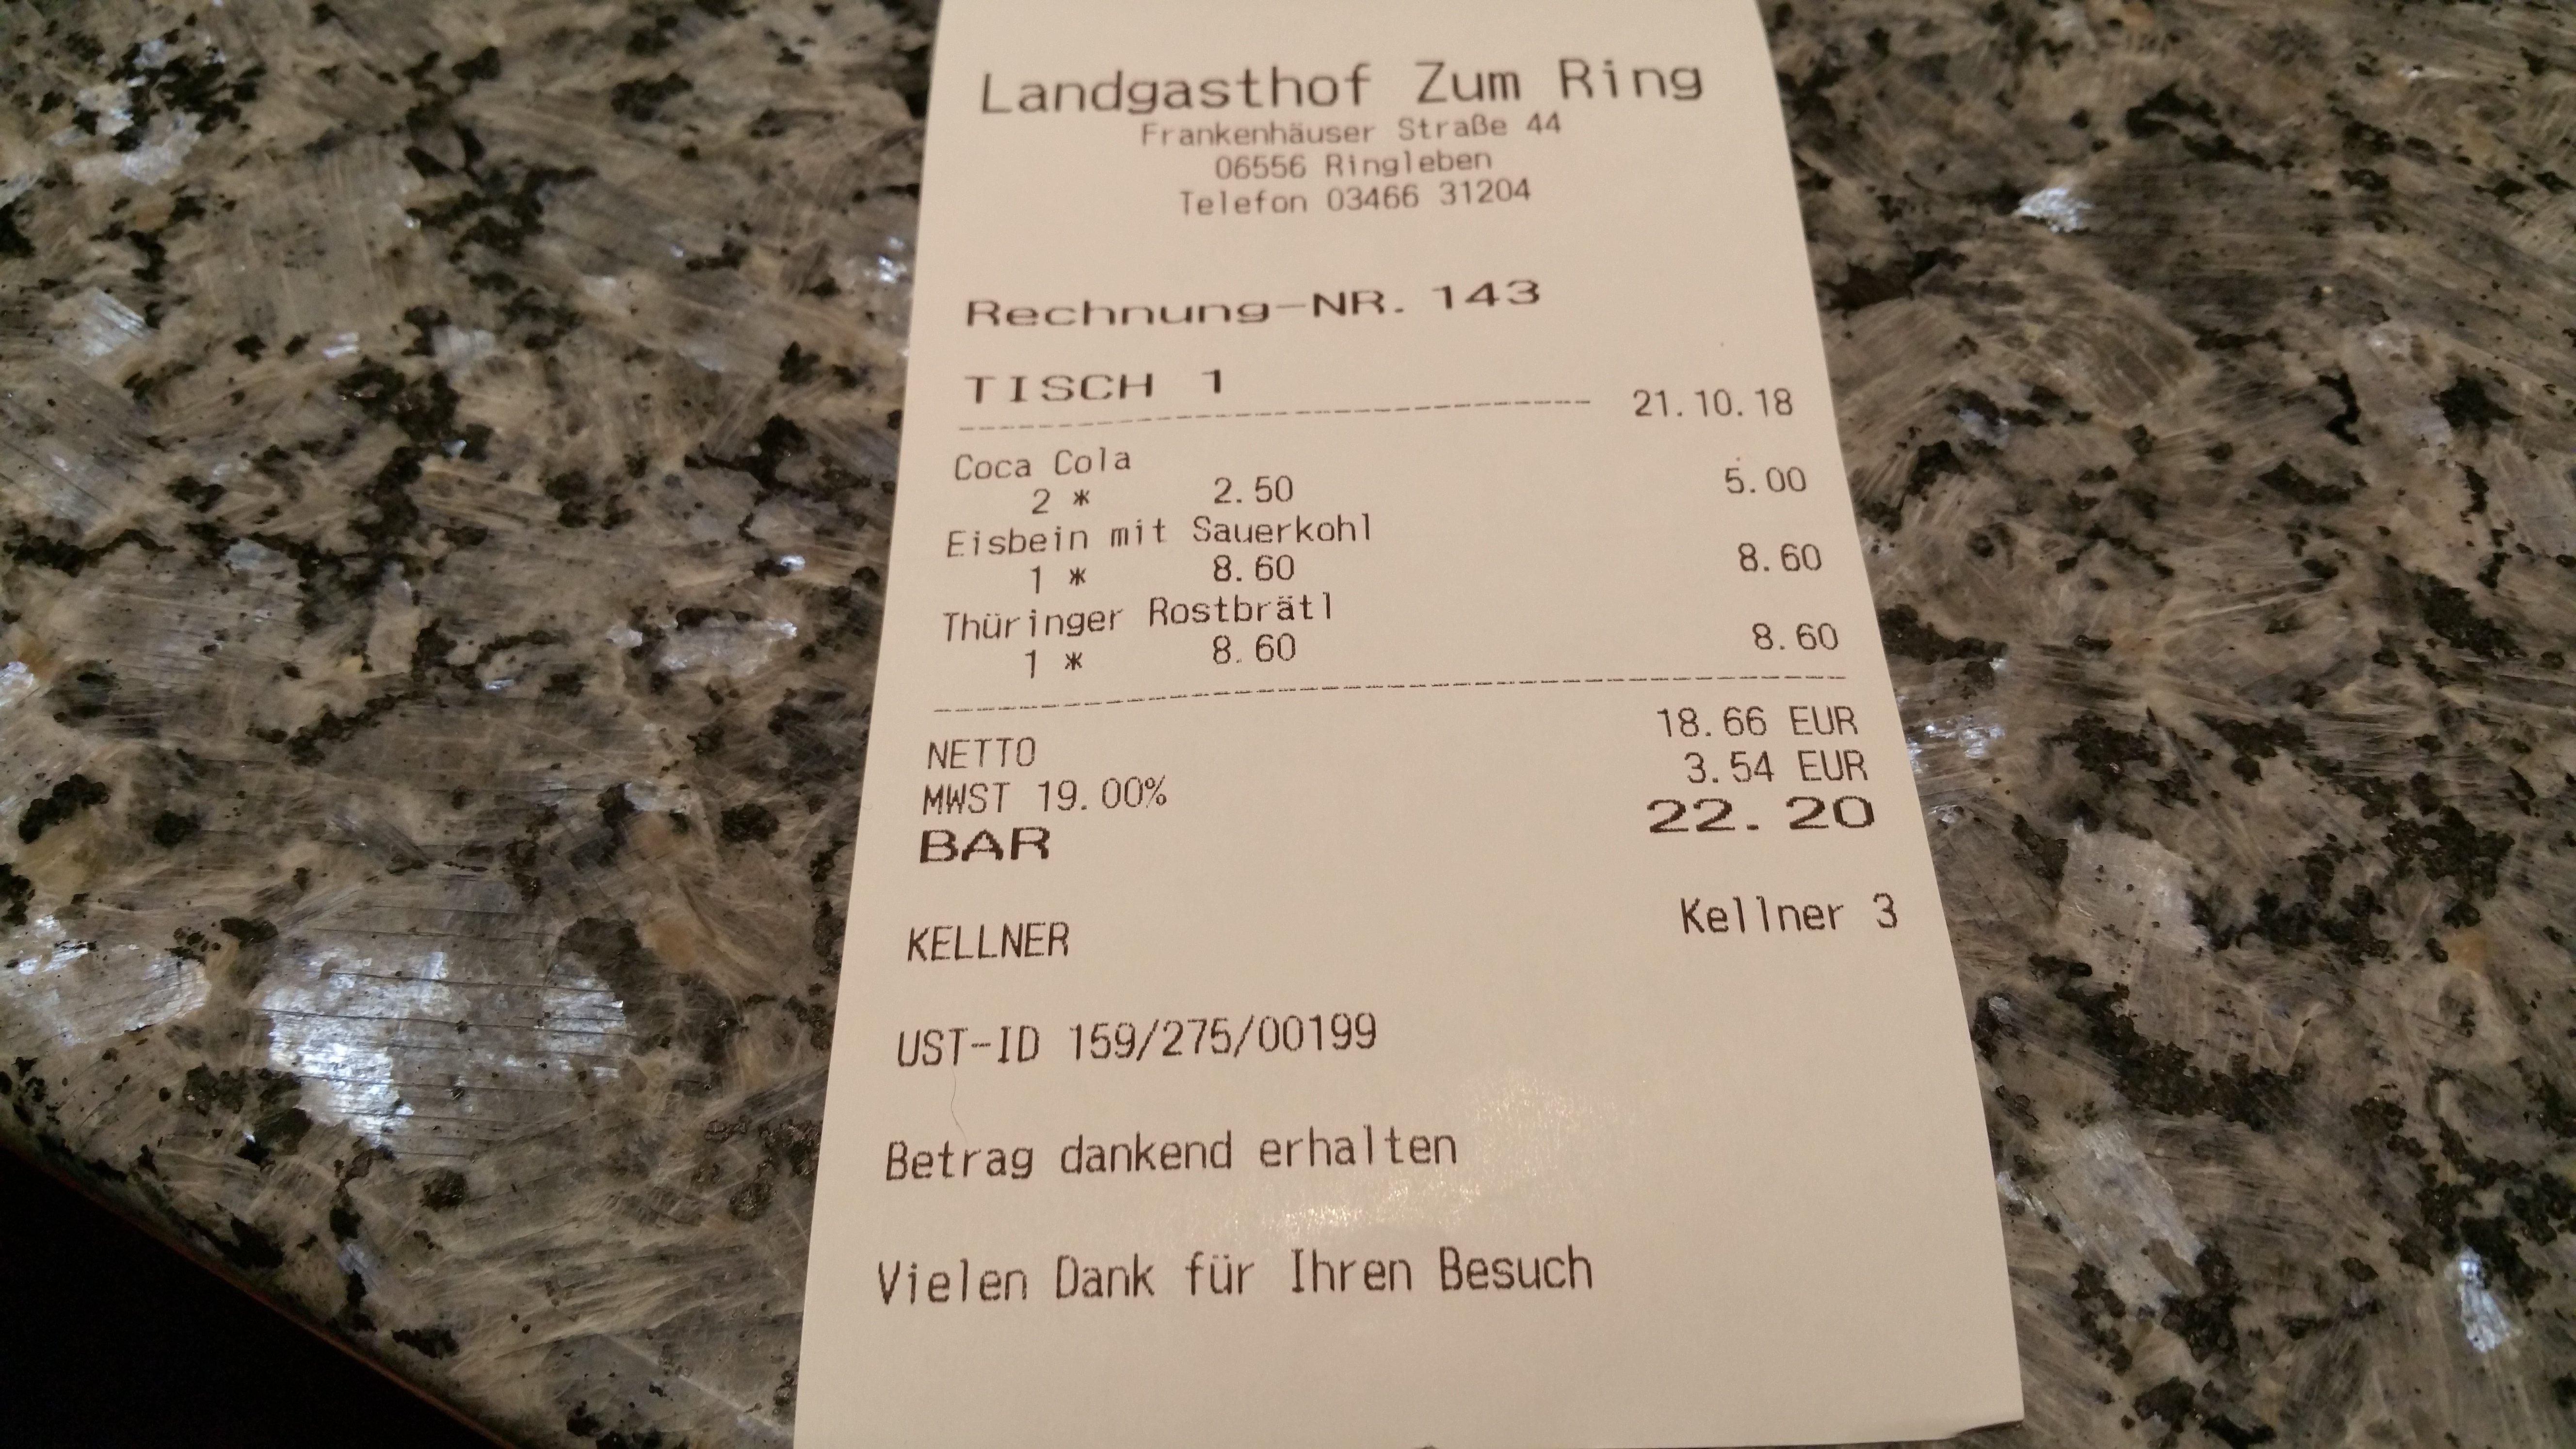 Landgasthof Zum Ring
Frankenhäuser Straße 44
06556 Ringleben
Telefon 03466 31204
Rechnung-NR. 143
TISCH 1
21.10.18
Coca Cola
2 * 2.50 5.00
Eisbein mit Sauerkohl
1 * 8.60 8.60
Thüringer Rostbrätl
1 * 8.60 8.60
NETTO 18.66 EUR
MWST 19.00% 3.54 EUR
BAR 22.20
KELLNER Kellner 3
UST-ID 159/275/00199
Betrag dankend erhalten
Vielen Dank für Ihren Besuch